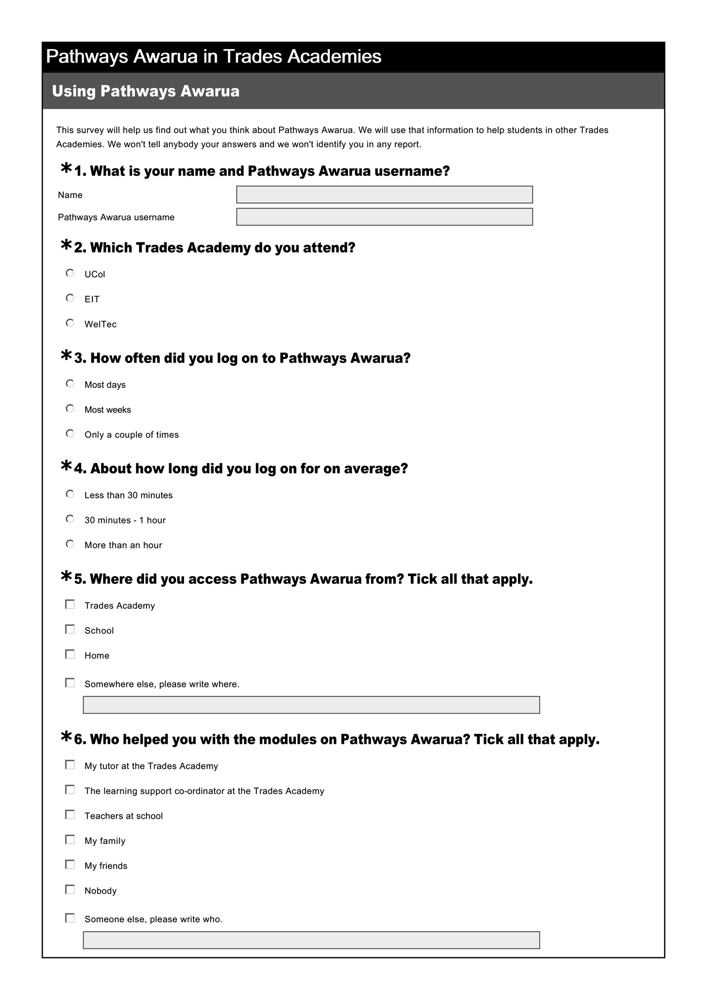 Pathways Awarua in Trades Academies
Using Pathways Awarua
This survey will help us find out what you think about Pathways Awarua. We will use that information to help students in other Trades
Academies. We won't tell anybody your answers and we won't identify you in any report.
*1. What is your name and Pathways Awarua username?
Name
Pathways Awarua username
*2. Which Trades Academy do you attend?
UCol
EIT
WelTec
*3. How often did you log on to Pathways Awarua?
Most days
Most weeks
Only a couple of times
*4. About how long did you log on for on average?
Less than 30 minutes
30 minutes - 1 hour
More than an hour
*5. Where did you access Pathways Awarua from? Tick all that apply.
Trades Academy
School
Home
Somewhere else, please write where.
*6. Who helped you with the modules on Pathways Awarua? Tick all that apply.
My tutor at the Trades Academy
The learning support co-ordinator at the Trades Academy
Teachers at school
My family
My friends
Nobody
Someone else, please write who.